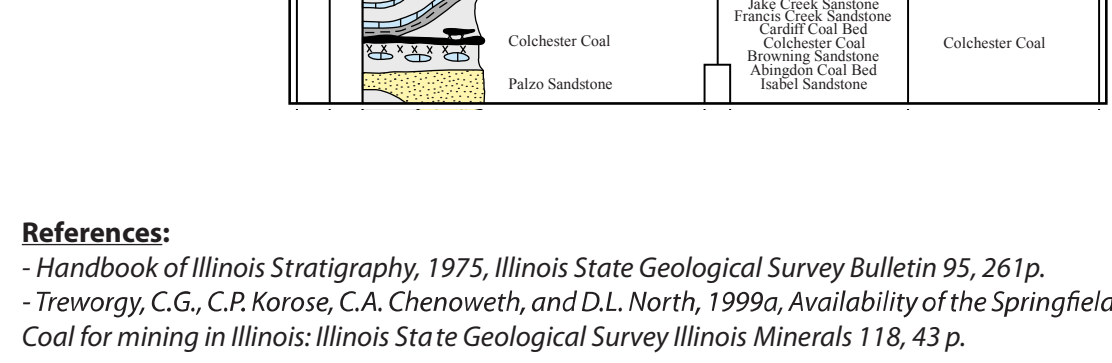 Jake Creek Sanstone
Francis Creek Sandstone
Cardiff Coal Bed
Colchester Coal
Colchester Coal
Colchester Coal
Browning Sandstone
Abingdon Coal Bed
Palzo Sandstone
Isabel Sandstone
References:
- Handbook of Illinois Stratigraphy, 1975, Illinois State Geological Survey Bulletin 95, 261p.
- Treworgy, C.G., C.P. Korose, C.A. Chenoweth, and D.L. North, 1999a, Availability of the Springfield
Coal for mining in Illinois: Illinois State Geological Survey Illinois Minerals 118, 43 p.